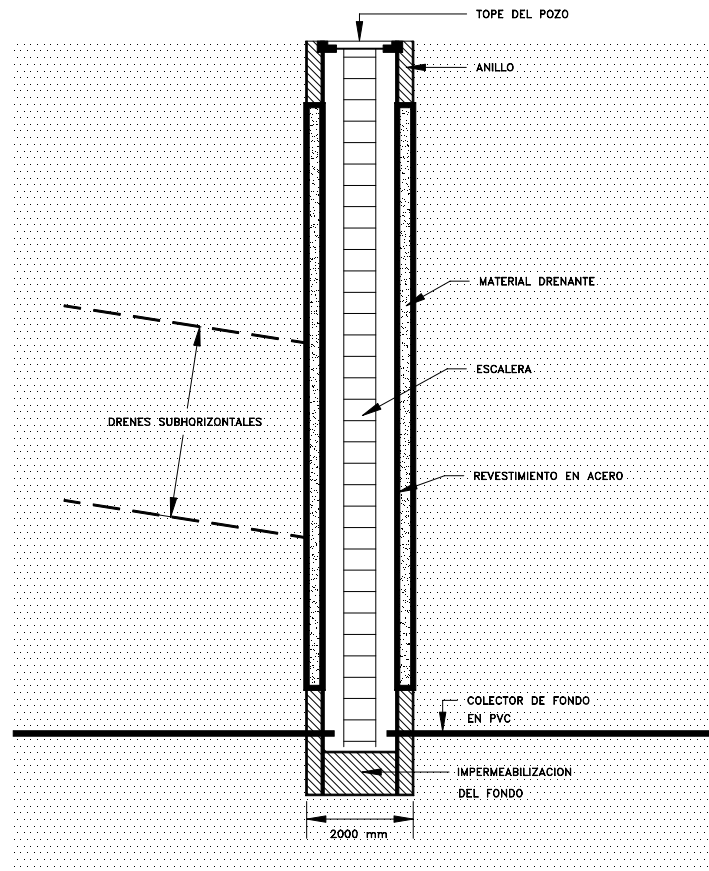 TOPE DEL POZO
ANILLO
MATERIAL DRENANTE
ESCALERA
DRENES SUBHORIZONTALES
REVESTIMIENTO EN ACERO
COLECTOR DE FONDO
EN PVC
IMPERMEABILIZACION
DEL FONDO
2000 mm